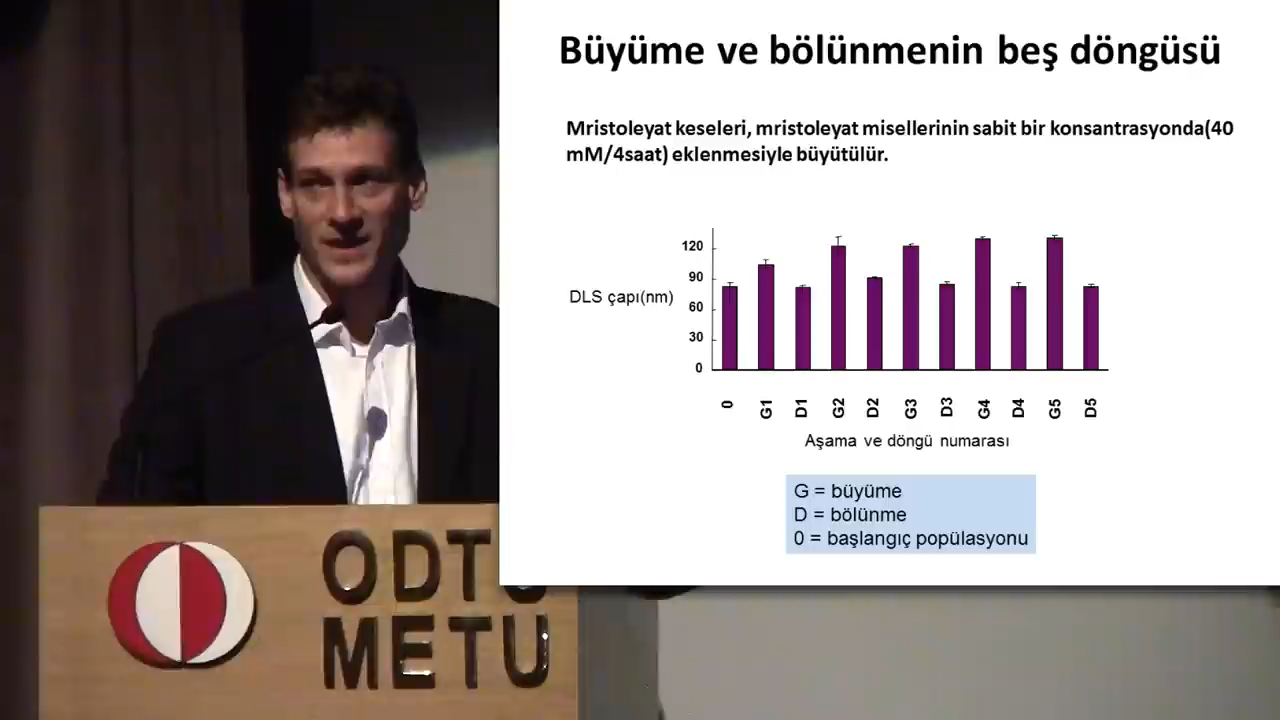 Büyüme ve bölünmenin beş döngüsü
Mristoleyat keseleri, mristoleyat misellerinin sabit bir konsantrasyonda(40
mM/4saat) eklenmesiyle büyütülür.
120
90
60
30
0
DLS çapı(nm)
0 G1 D1 G2 D2 G3 D3 G4 D4 G5 D5
Aşama ve döngü numarası
G = büyüme
D = bölünme
0 = başlangıç popülasyonu
ODTÜ
METU